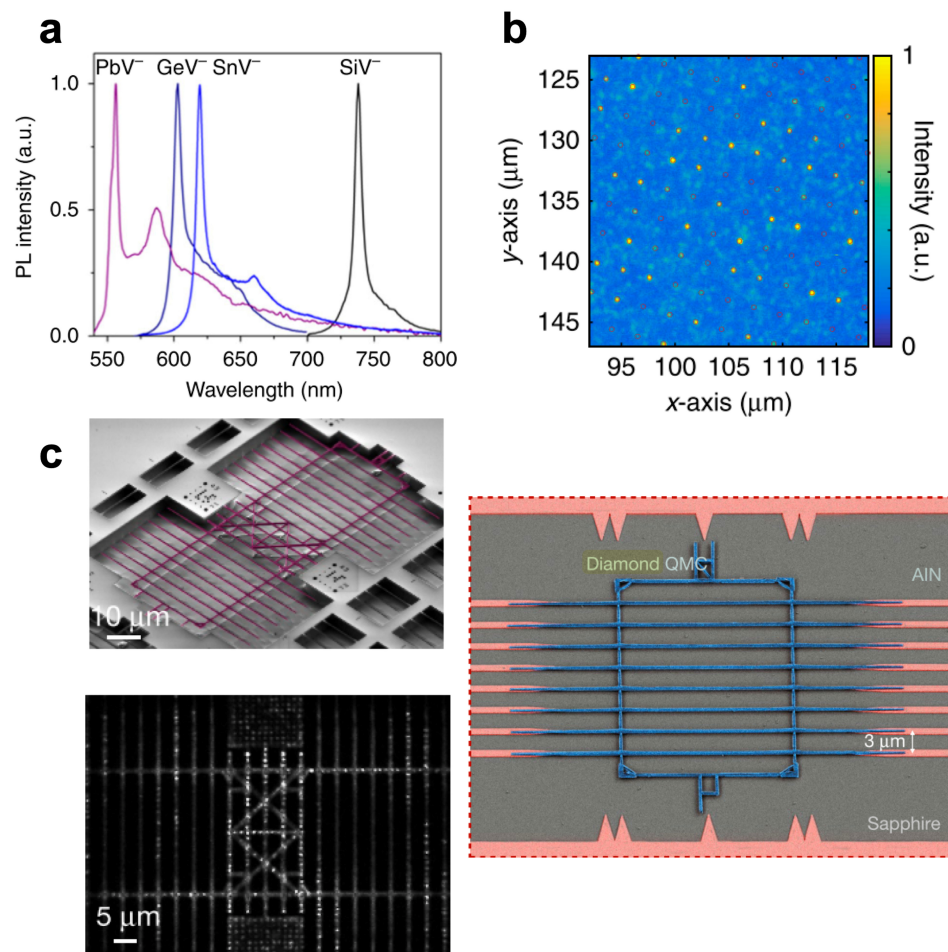 a
PbV⁻ GeV⁻ SnV⁻ SiV⁻
1.0
0.5
0.0
PL intensity (a.u.)
550 600 650 700 750 800
Wavelength (nm)
b
125
130
135
140
145
y-axis (μm)
95 100 105 110 115
x-axis (μm)
1
0
Intensity (a.u.)
c
10 μm
5 μm
Diamond QMC
AlN
3 μm
Sapphire